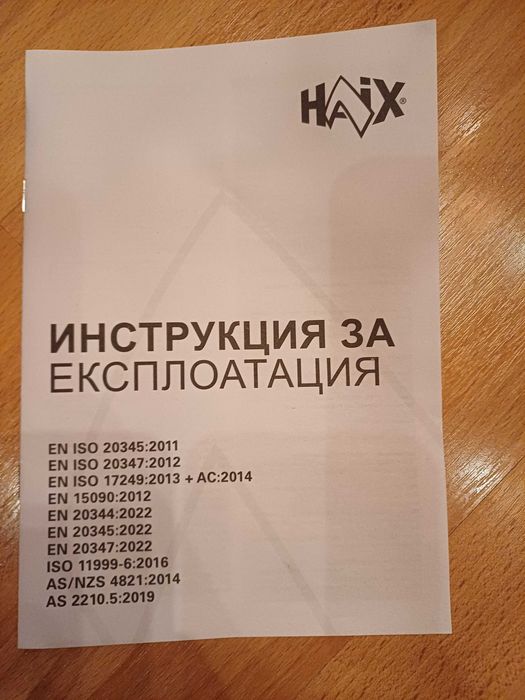 HAIX®
ИНСТРУКЦИЯ ЗА
ЕКСПЛОАТАЦИЯ
EN ISO 20345:2011
EN ISO 20347:2012
EN ISO 17249:2013 + AC:2014
EN 15090:2012
EN 20344:2022
EN 20345:2022
EN 20347:2022
ISO 11999-6:2016
AS/NZS 4821:2014
AS 2210.5:2019